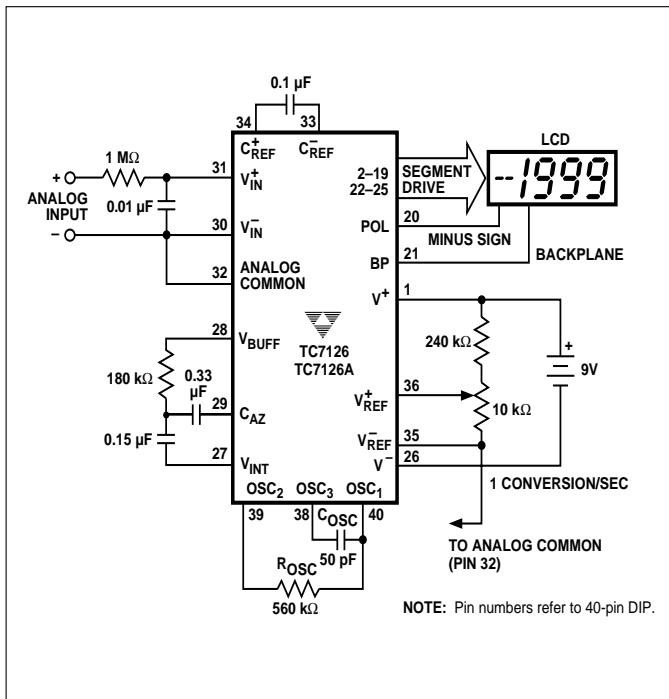 0.1 µF
34
33
C+REF
C–REF
LCD
1 MΩ
31
V+IN
2–19
22–25
SEGMENT
DRIVE
--1999
+
ANALOG
INPUT
–
0.01 µF
30
V–IN
POL
20
MINUS SIGN
32
ANALOG
COMMON
BP
21
BACKPLANE
V+
1
28
VBUFF
TC7126
TC7126A
240 kΩ
+
9V
180 kΩ
0.33
µF
29
CAZ
V+REF
36
10 kΩ
0.15 µF
V–REF
35
27
VINT
V–
26
1 CONVERSION/SEC
OSC2
OSC3
OSC1
39
38
COSC
40
50 pF
ROSC
560 kΩ
TO ANALOG COMMON
(PIN 32)
NOTE: Pin numbers refer to 40-pin DIP.